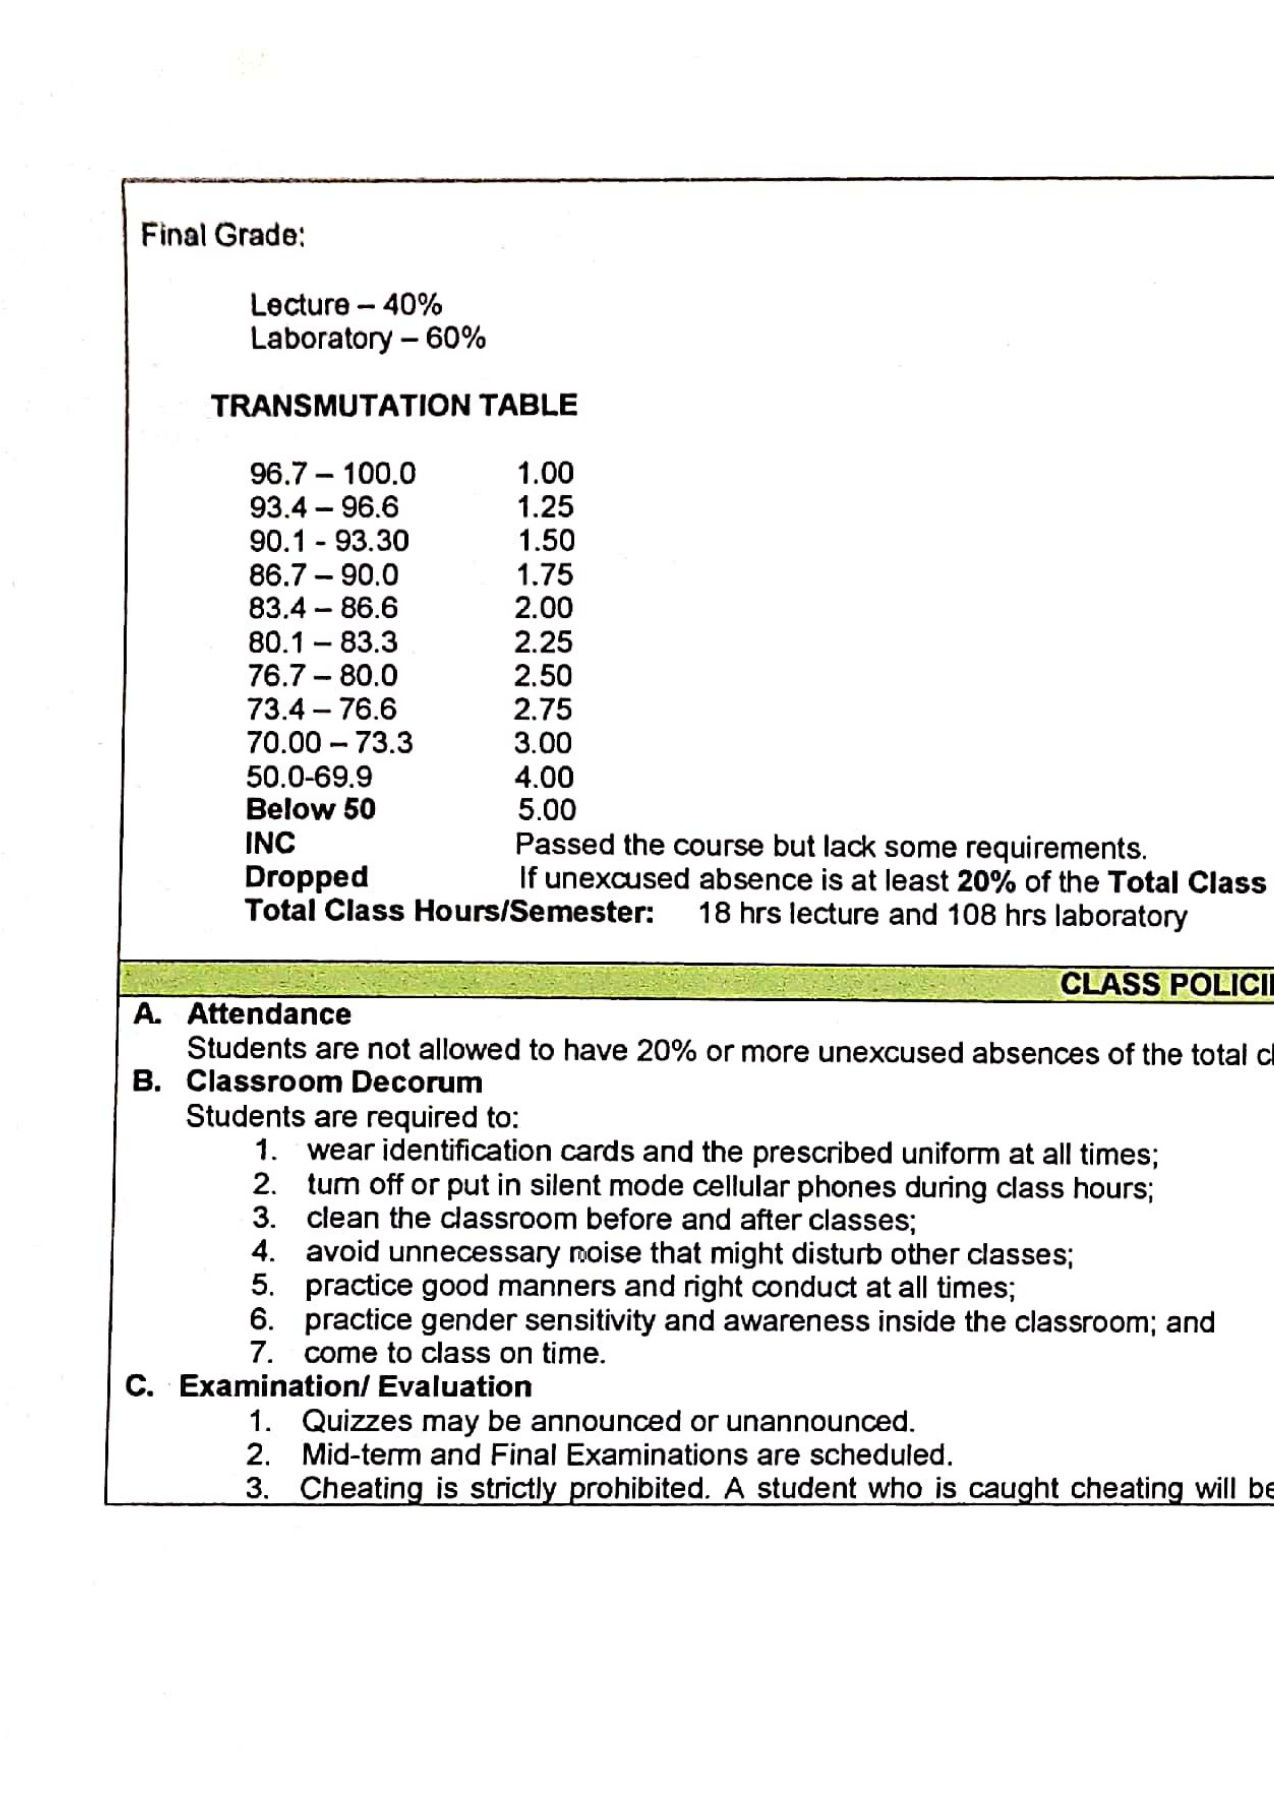 Final Grade:
Lecture – 40%
Laboratory – 60%
TRANSMUTATION TABLE
96.7 – 100.0 1.00
93.4 – 96.6 1.25
90.1 - 93.30 1.50
86.7 – 90.0 1.75
83.4 – 86.6 2.00
80.1 – 83.3 2.25
76.7 – 80.0 2.50
73.4 – 76.6 2.75
70.00 – 73.3 3.00
50.0-69.9 4.00
Below 50 5.00
INC Passed the course but lack some requirements.
Dropped If unexcused absence is at least 20% of the Total Class
Total Class Hours/Semester: 18 hrs lecture and 108 hrs laboratory
CLASS POLICI
A. Attendance
Students are not allowed to have 20% or more unexcused absences of the total cl
B. Classroom Decorum
Students are required to:
1. wear identification cards and the prescribed uniform at all times;
2. turn off or put in silent mode cellular phones during class hours;
3. clean the classroom before and after classes;
4. avoid unnecessary noise that might disturb other classes;
5. practice good manners and right conduct at all times;
6. practice gender sensitivity and awareness inside the classroom; and
7. come to class on time.
C. Examination/ Evaluation
1. Quizzes may be announced or unannounced.
2. Mid-term and Final Examinations are scheduled.
3. Cheating is strictly prohibited. A student who is caught cheating will be